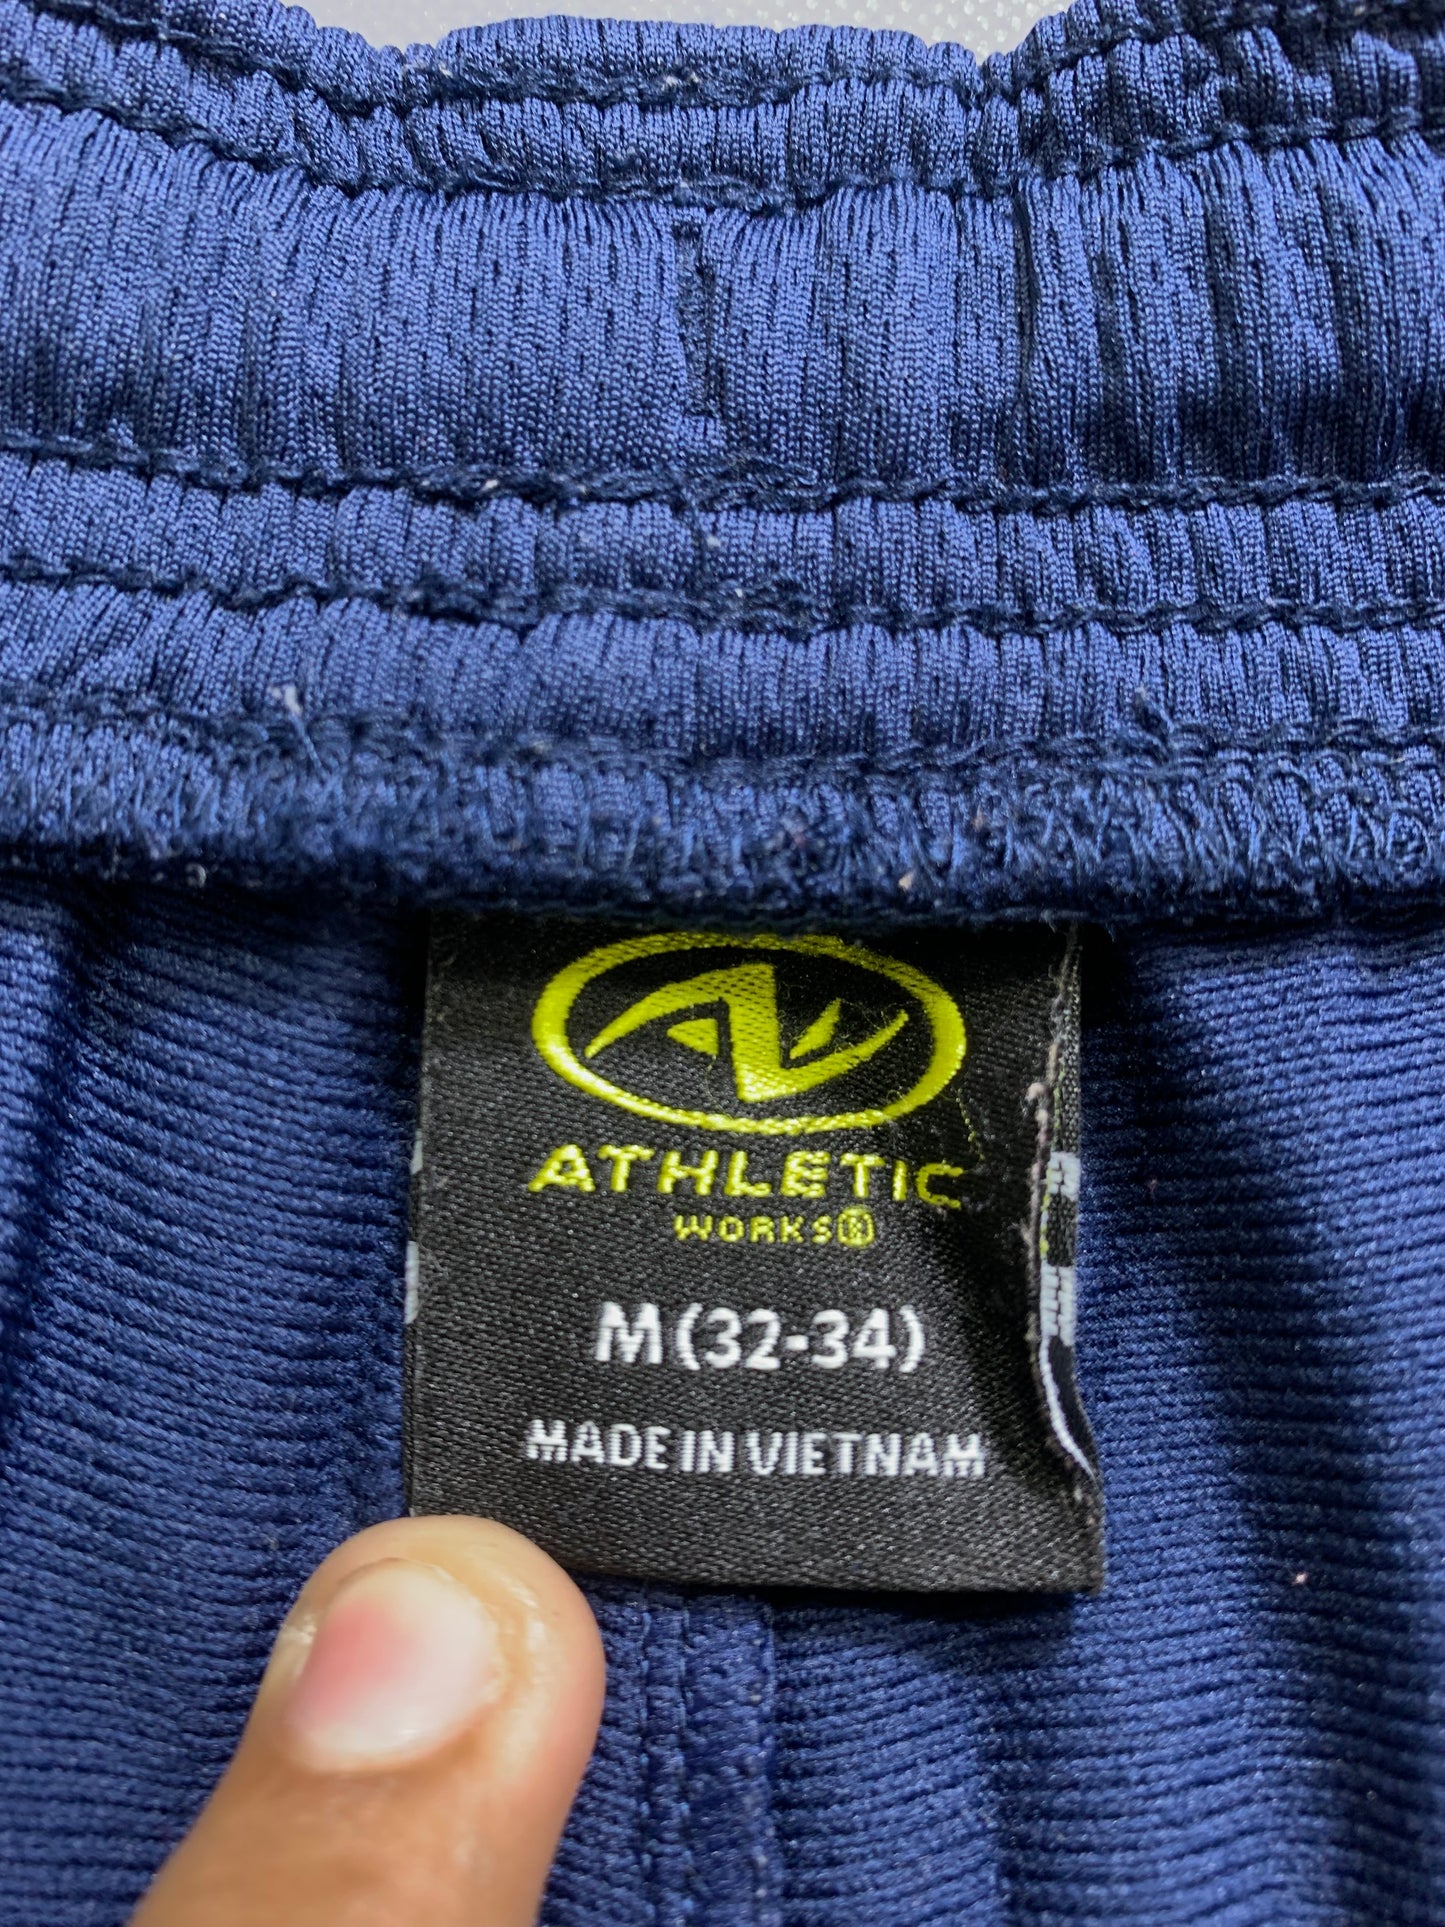 ATHLETIC
WORKS®
M (32-34)
MADE IN VIETNAM